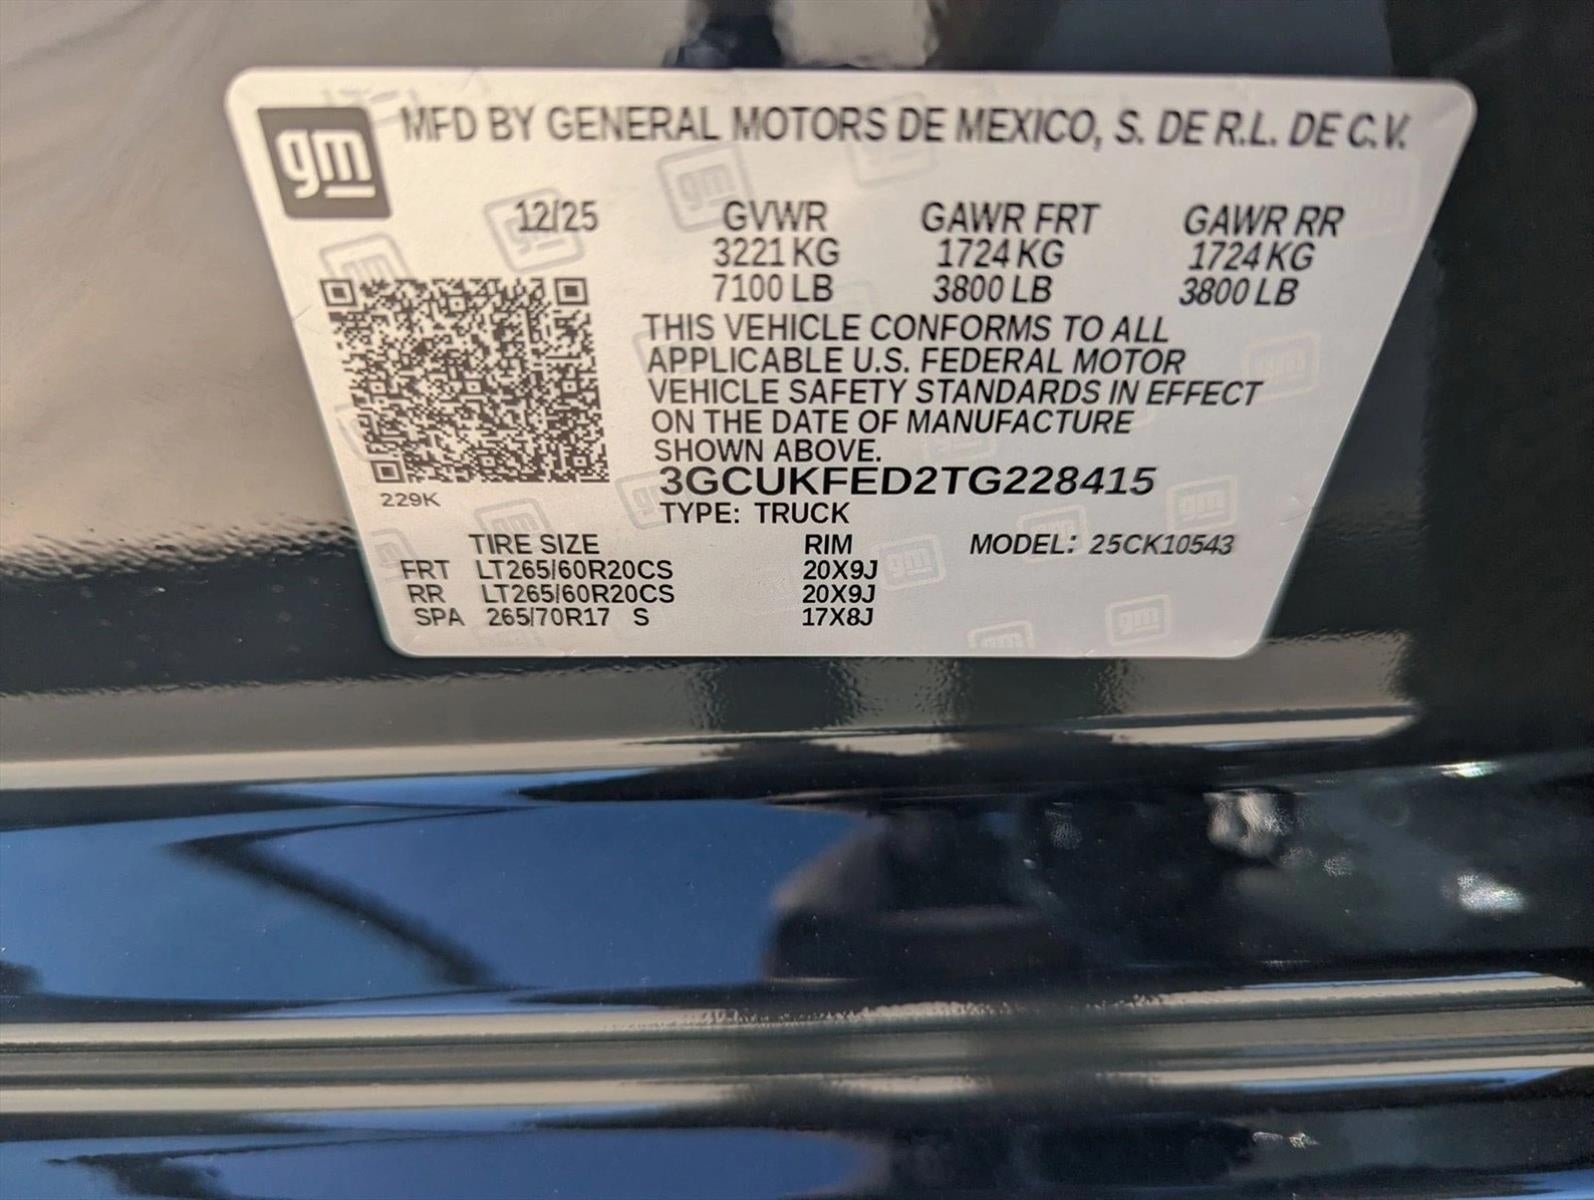 gm MFD BY GENERAL MOTORS DE MEXICO, S. DE R.L. DE C.V.
12/25 GVWR GAWR FRT GAWR RR
3221 KG 1724 KG 1724 KG
7100 LB 3800 LB 3800 LB
THIS VEHICLE CONFORMS TO ALL
APPLICABLE U.S. FEDERAL MOTOR
VEHICLE SAFETY STANDARDS IN EFFECT
ON THE DATE OF MANUFACTURE
SHOWN ABOVE.
3GCUKFED2TG228415
229K
TYPE: TRUCK
TIRE SIZE RIM MODEL: 25CK10543
FRT LT265/60R20CS 20X9J
RR LT265/60R20CS 20X9J
SPA 265/70R17 S 17X8J